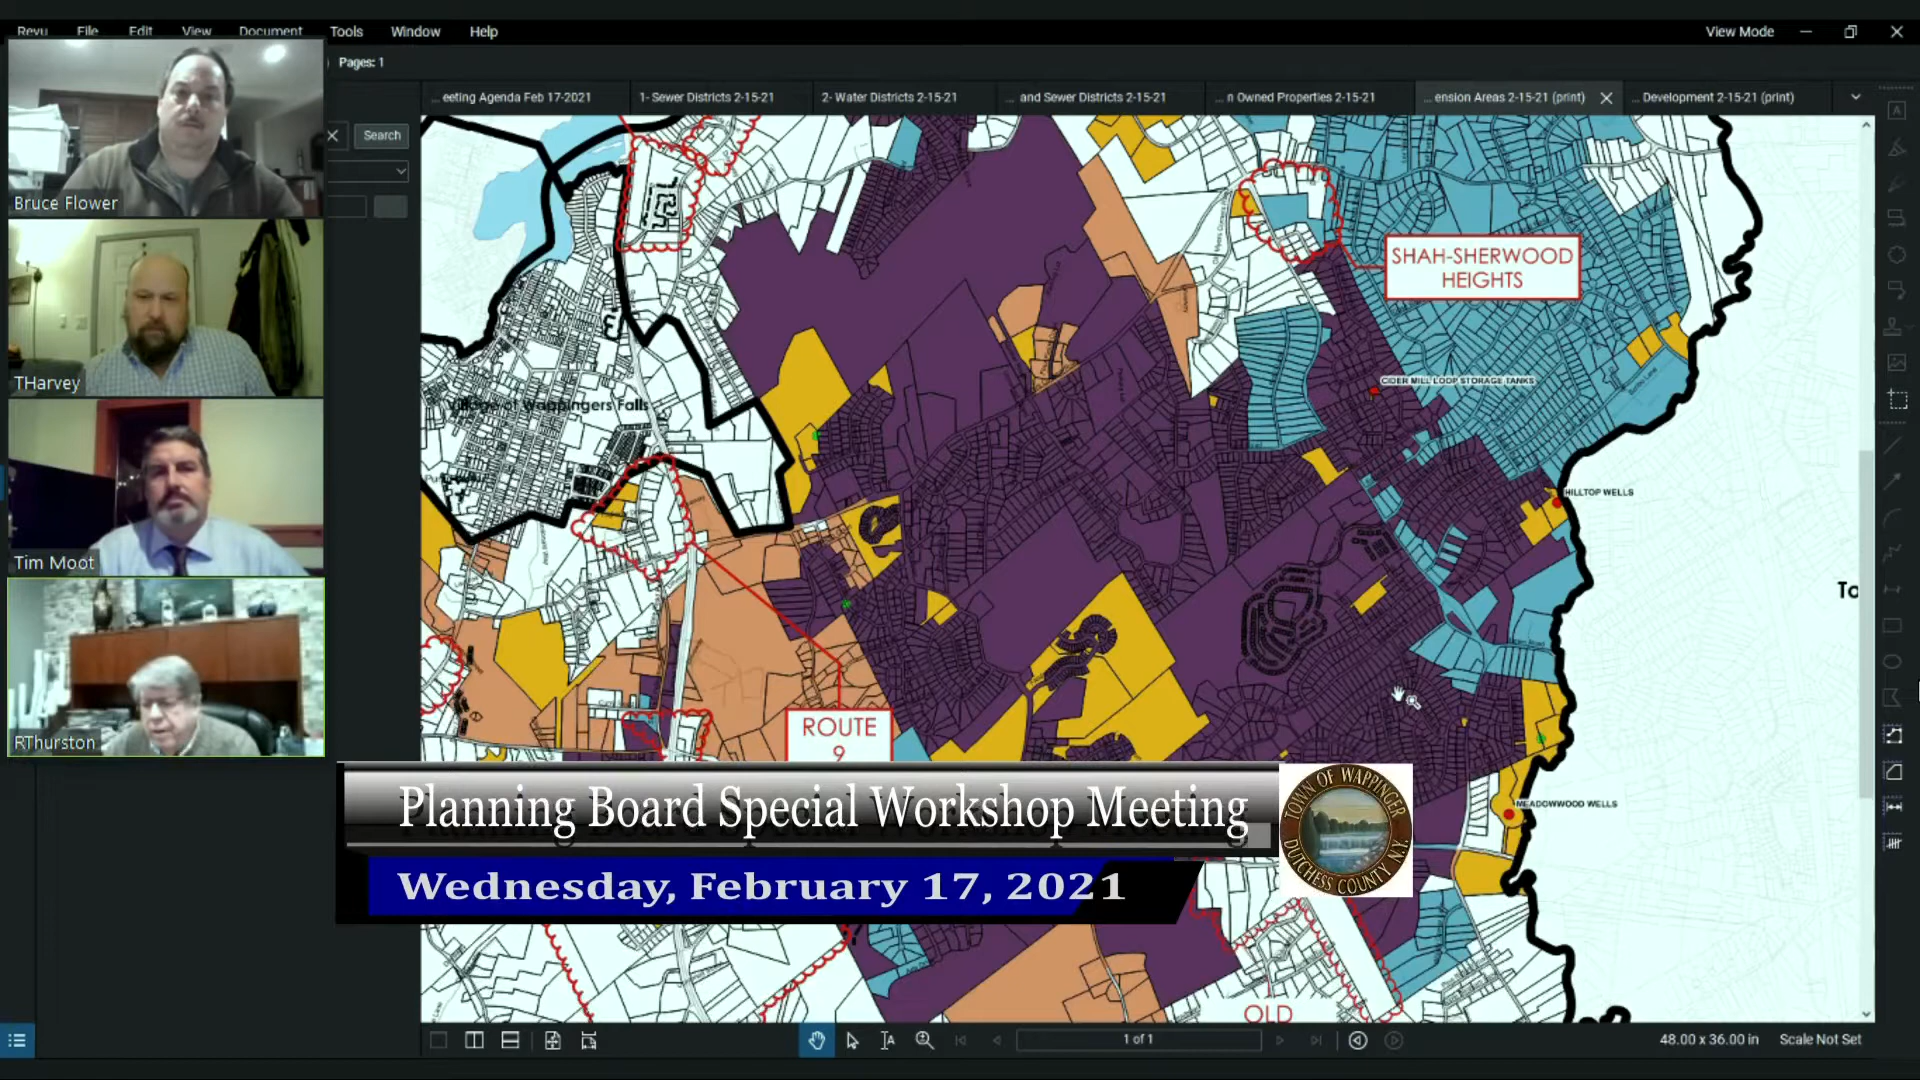 Revu File Edit View Document Tools Window Help
View Mode
Pages: 1
...eeting Agenda Feb 17-2021
1- Sewer Districts 2-15-21
2- Water Districts 2-15-21
... and Sewer Districts 2-15-21
...n Owned Properties 2-15-21
...ension Areas 2-15-21 (print)
...Development 2-15-21 (print)
Search
Bruce Flower
THarvey
Tim Moot
RThurston
SHAH-SHERWOOD
HEIGHTS
CIDER MILL LOOP STORAGE TANKS
Village of Wappingers Falls
HILLTOP WELLS
To
ROUTE
9
MEADOWWOOD WELLS
Planning Board Special Workshop Meeting
Wednesday, February 17, 2021
TOWN OF WAPPINGER
DUTCHESS COUNTY N.Y.
OLD
1 of 1
48.00 x 36.00 in
Scale Not Set